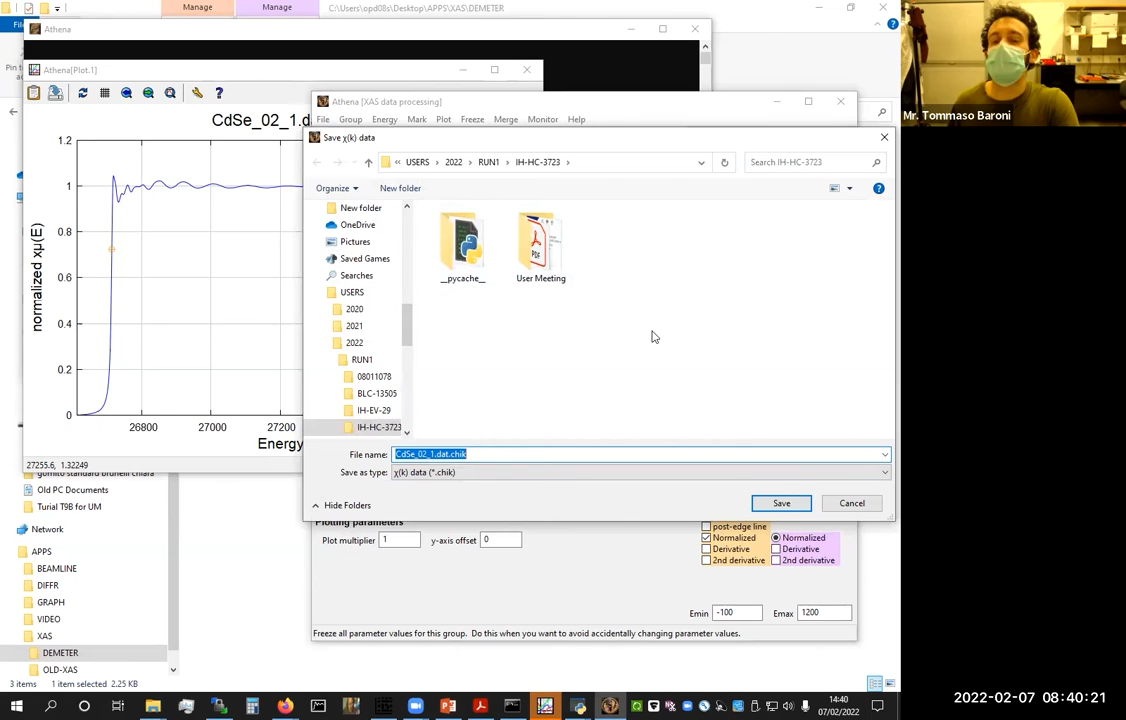 Manage
Manage
C:\Users\opd08s\Desktop\APPS\XAS\DEMETER
Athena
Athena[Plot.1]
Athena [XAS data processing]
File Group Energy Mark Plot Freeze Merge Monitor Help
Save χ(k) data
USERS 2022 RUN1 IH-HC-3723
Search IH-HC-3723
Organize
New folder
New folder
OneDrive
Pictures
Saved Games
Searches
USERS
2020
2021
2022
RUN1
08011078
BLC-13505
IH-EV-29
IH-HC-3723
__pycache__
User Meeting
PDF
File name:
CdSe_02_1.dat.chik
Save as type:
χ(k) data (*.chik)
Hide Folders
Save
Cancel
CdSe_02_1.da
normalized xμ(E)
1.2
1
0.8
0.6
0.4
0.2
0
26800
27000
27200
Energy
27255.6, 1.32249
Old PC Documents
Turial T9B for UM
Network
APPS
BEAMLINE
DIFFR
GRAPH
VIDEO
XAS
DEMETER
OLD-XAS
3 items 1 item selected 2.25 KB
Plotting parameters
Plot multiplier 1 y-axis offset 0
post-edge line
Normalized
Normalized
Derivative
Derivative
2nd derivative
2nd derivative
Emin -100 Emax 1200
Freeze all parameter values for this group. Do this when you want to avoid accidentally changing parameter values.
14:40
07/02/2022
Mr. Tommaso Baroni
2022-02-07 08:40:21